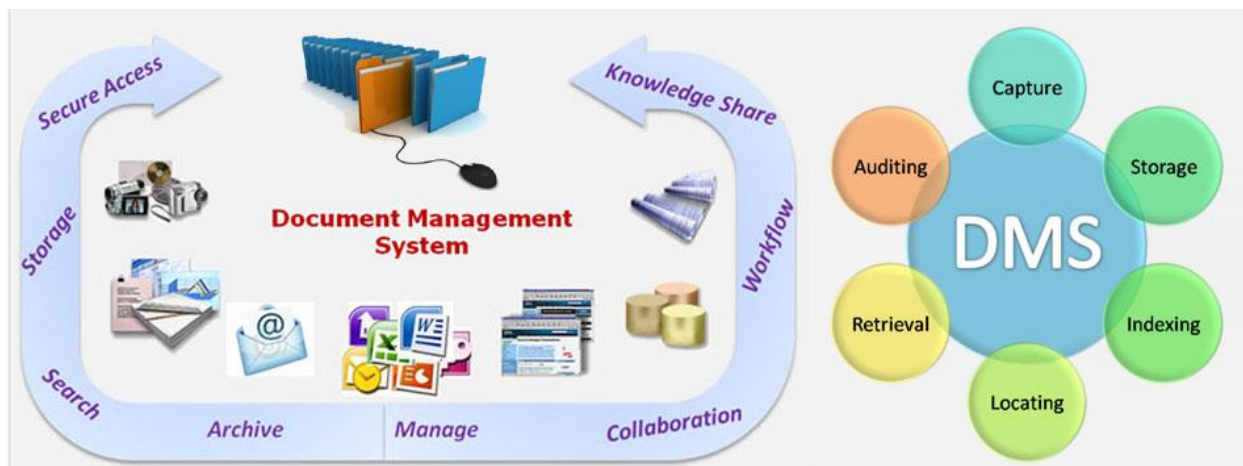 Secure Access
Storage
Search
Archive
Manage
Collaboration
Workflow
Knowledge Share
Document Management
System
@
DMS
Capture
Storage
Indexing
Locating
Retrieval
Auditing